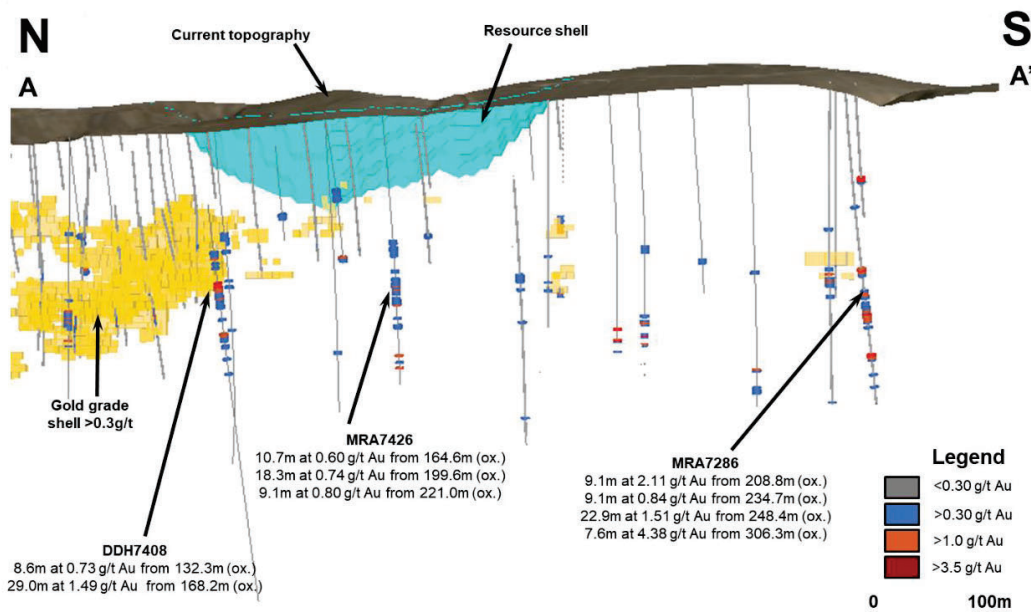 N
S
Current topography
Resource shell
A
A'
Gold grade
shell >0.3g/t
MRA7426
10.7m at 0.60 g/t Au from 164.6m (ox.)
18.3m at 0.74 g/t Au from 199.6m (ox.)
9.1m at 0.80 g/t Au from 221.0m (ox.)
MRA7286
9.1m at 2.11 g/t Au from 208.8m (ox.)
9.1m at 0.84 g/t Au from 234.7m (ox.)
22.9m at 1.51 g/t Au from 248.4m (ox.)
7.6m at 4.38 g/t Au from 306.3m (ox.)
DDH7408
8.6m at 0.73 g/t Au from 132.3m (ox.)
29.0m at 1.49 g/t Au from 168.2m (ox.)
Legend
<0.30 g/t Au
>0.30 g/t Au
>1.0 g/t Au
>3.5 g/t Au
0 100m